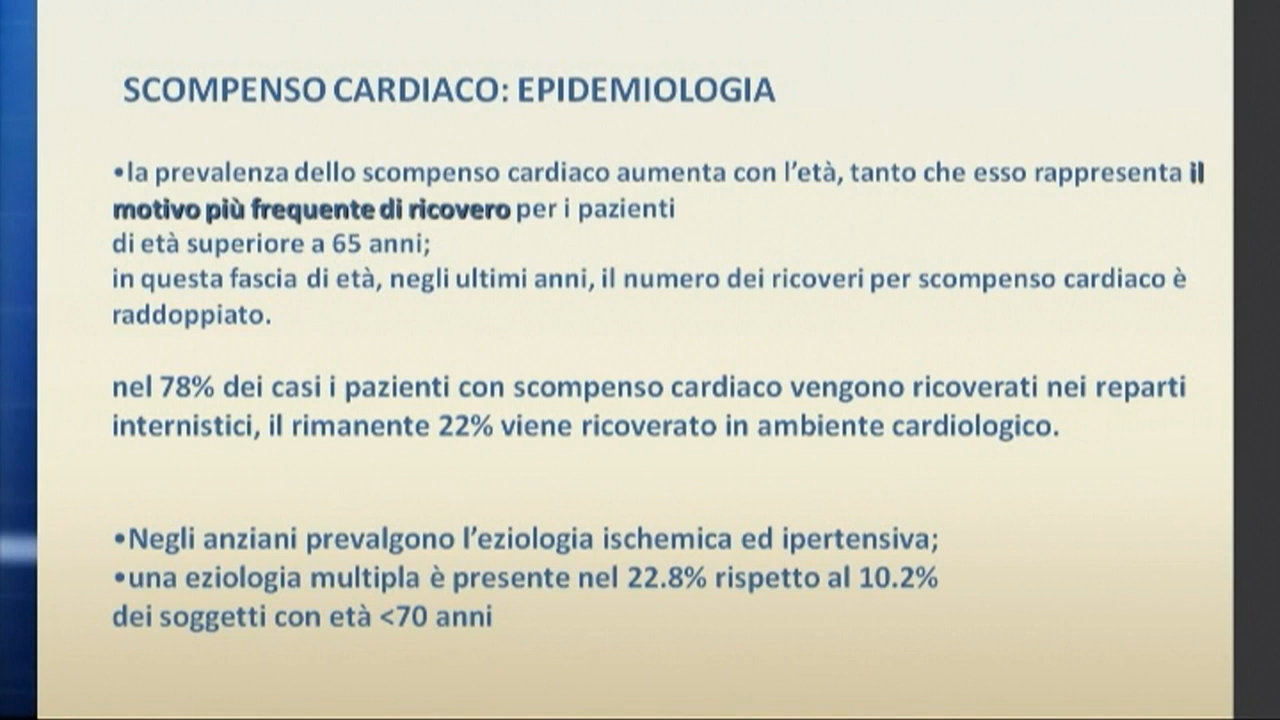 SCOMPENSO CARDIACO: EPIDEMIOLOGIA
•la prevalenza dello scompenso cardiaco aumenta con l'età, tanto che esso rappresenta il
motivo più frequente di ricovero per i pazienti
di età superiore a 65 anni;
in questa fascia di età, negli ultimi anni, il numero dei ricoveri per scompenso cardiaco è
raddoppiato.
nel 78% dei casi i pazienti con scompenso cardiaco vengono ricoverati nei reparti
internistici, il rimanente 22% viene ricoverato in ambiente cardiologico.
•Negli anziani prevalgono l'eziologia ischemica ed ipertensiva;
•una eziologia multipla è presente nel 22.8% rispetto al 10.2%
dei soggetti con età <70 anni